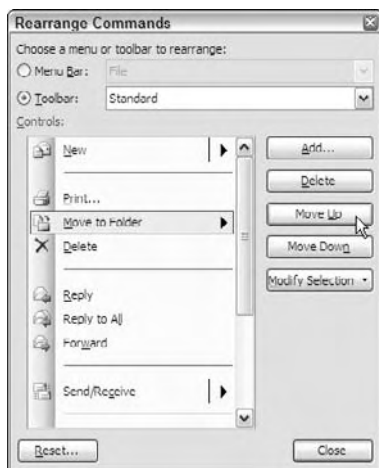 Rearrange Commands
Choose a menu or toolbar to rearrange:
Menu Bar: File
Toolbar: Standard
Controls:
New
Print...
Move to Folder
Delete
Reply
Reply to All
Forward
Send/Receive
Add...
Delete
Move Up
Move Down
Modify Selection
Reset...
Close